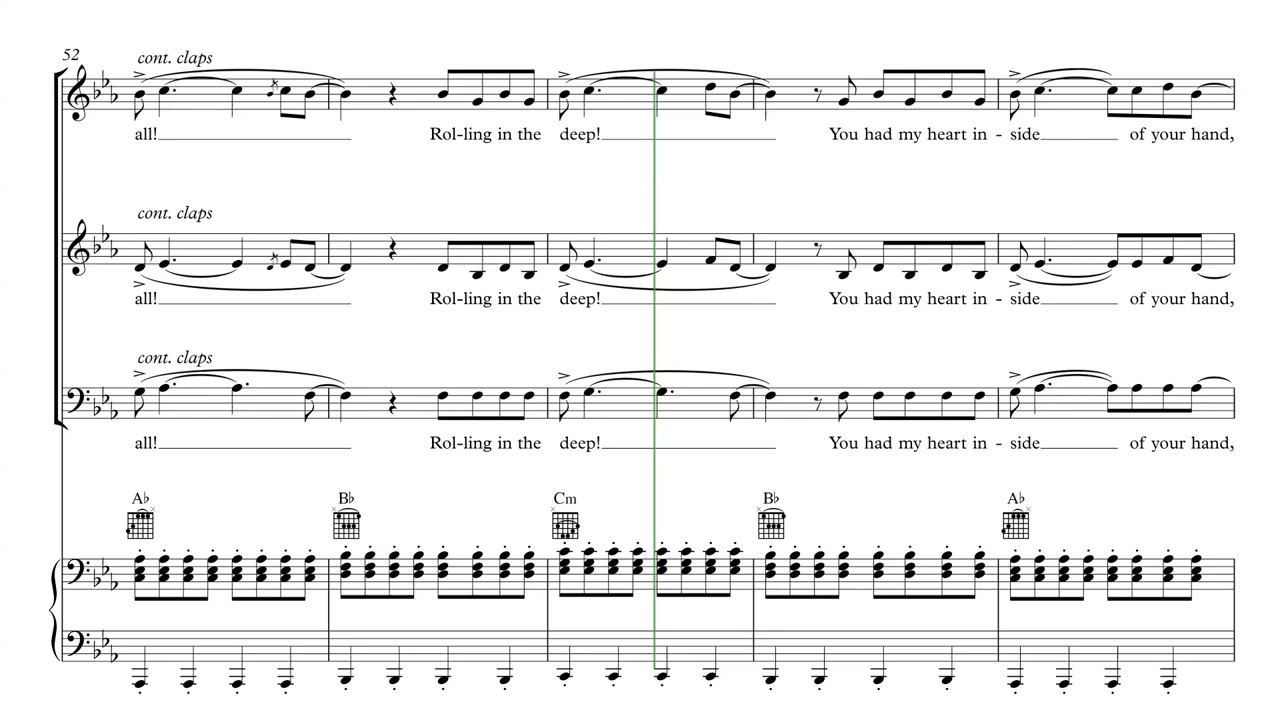 52
cont. claps
all! Rol-ling in the deep! You had my heart in - side of your hand,
cont. claps
all! Rol-ling in the deep! You had my heart in - side of your hand,
cont. claps
all! Rol-ling in the deep! You had my heart in - side of your hand,
A♭ B♭ Cm B♭ A♭